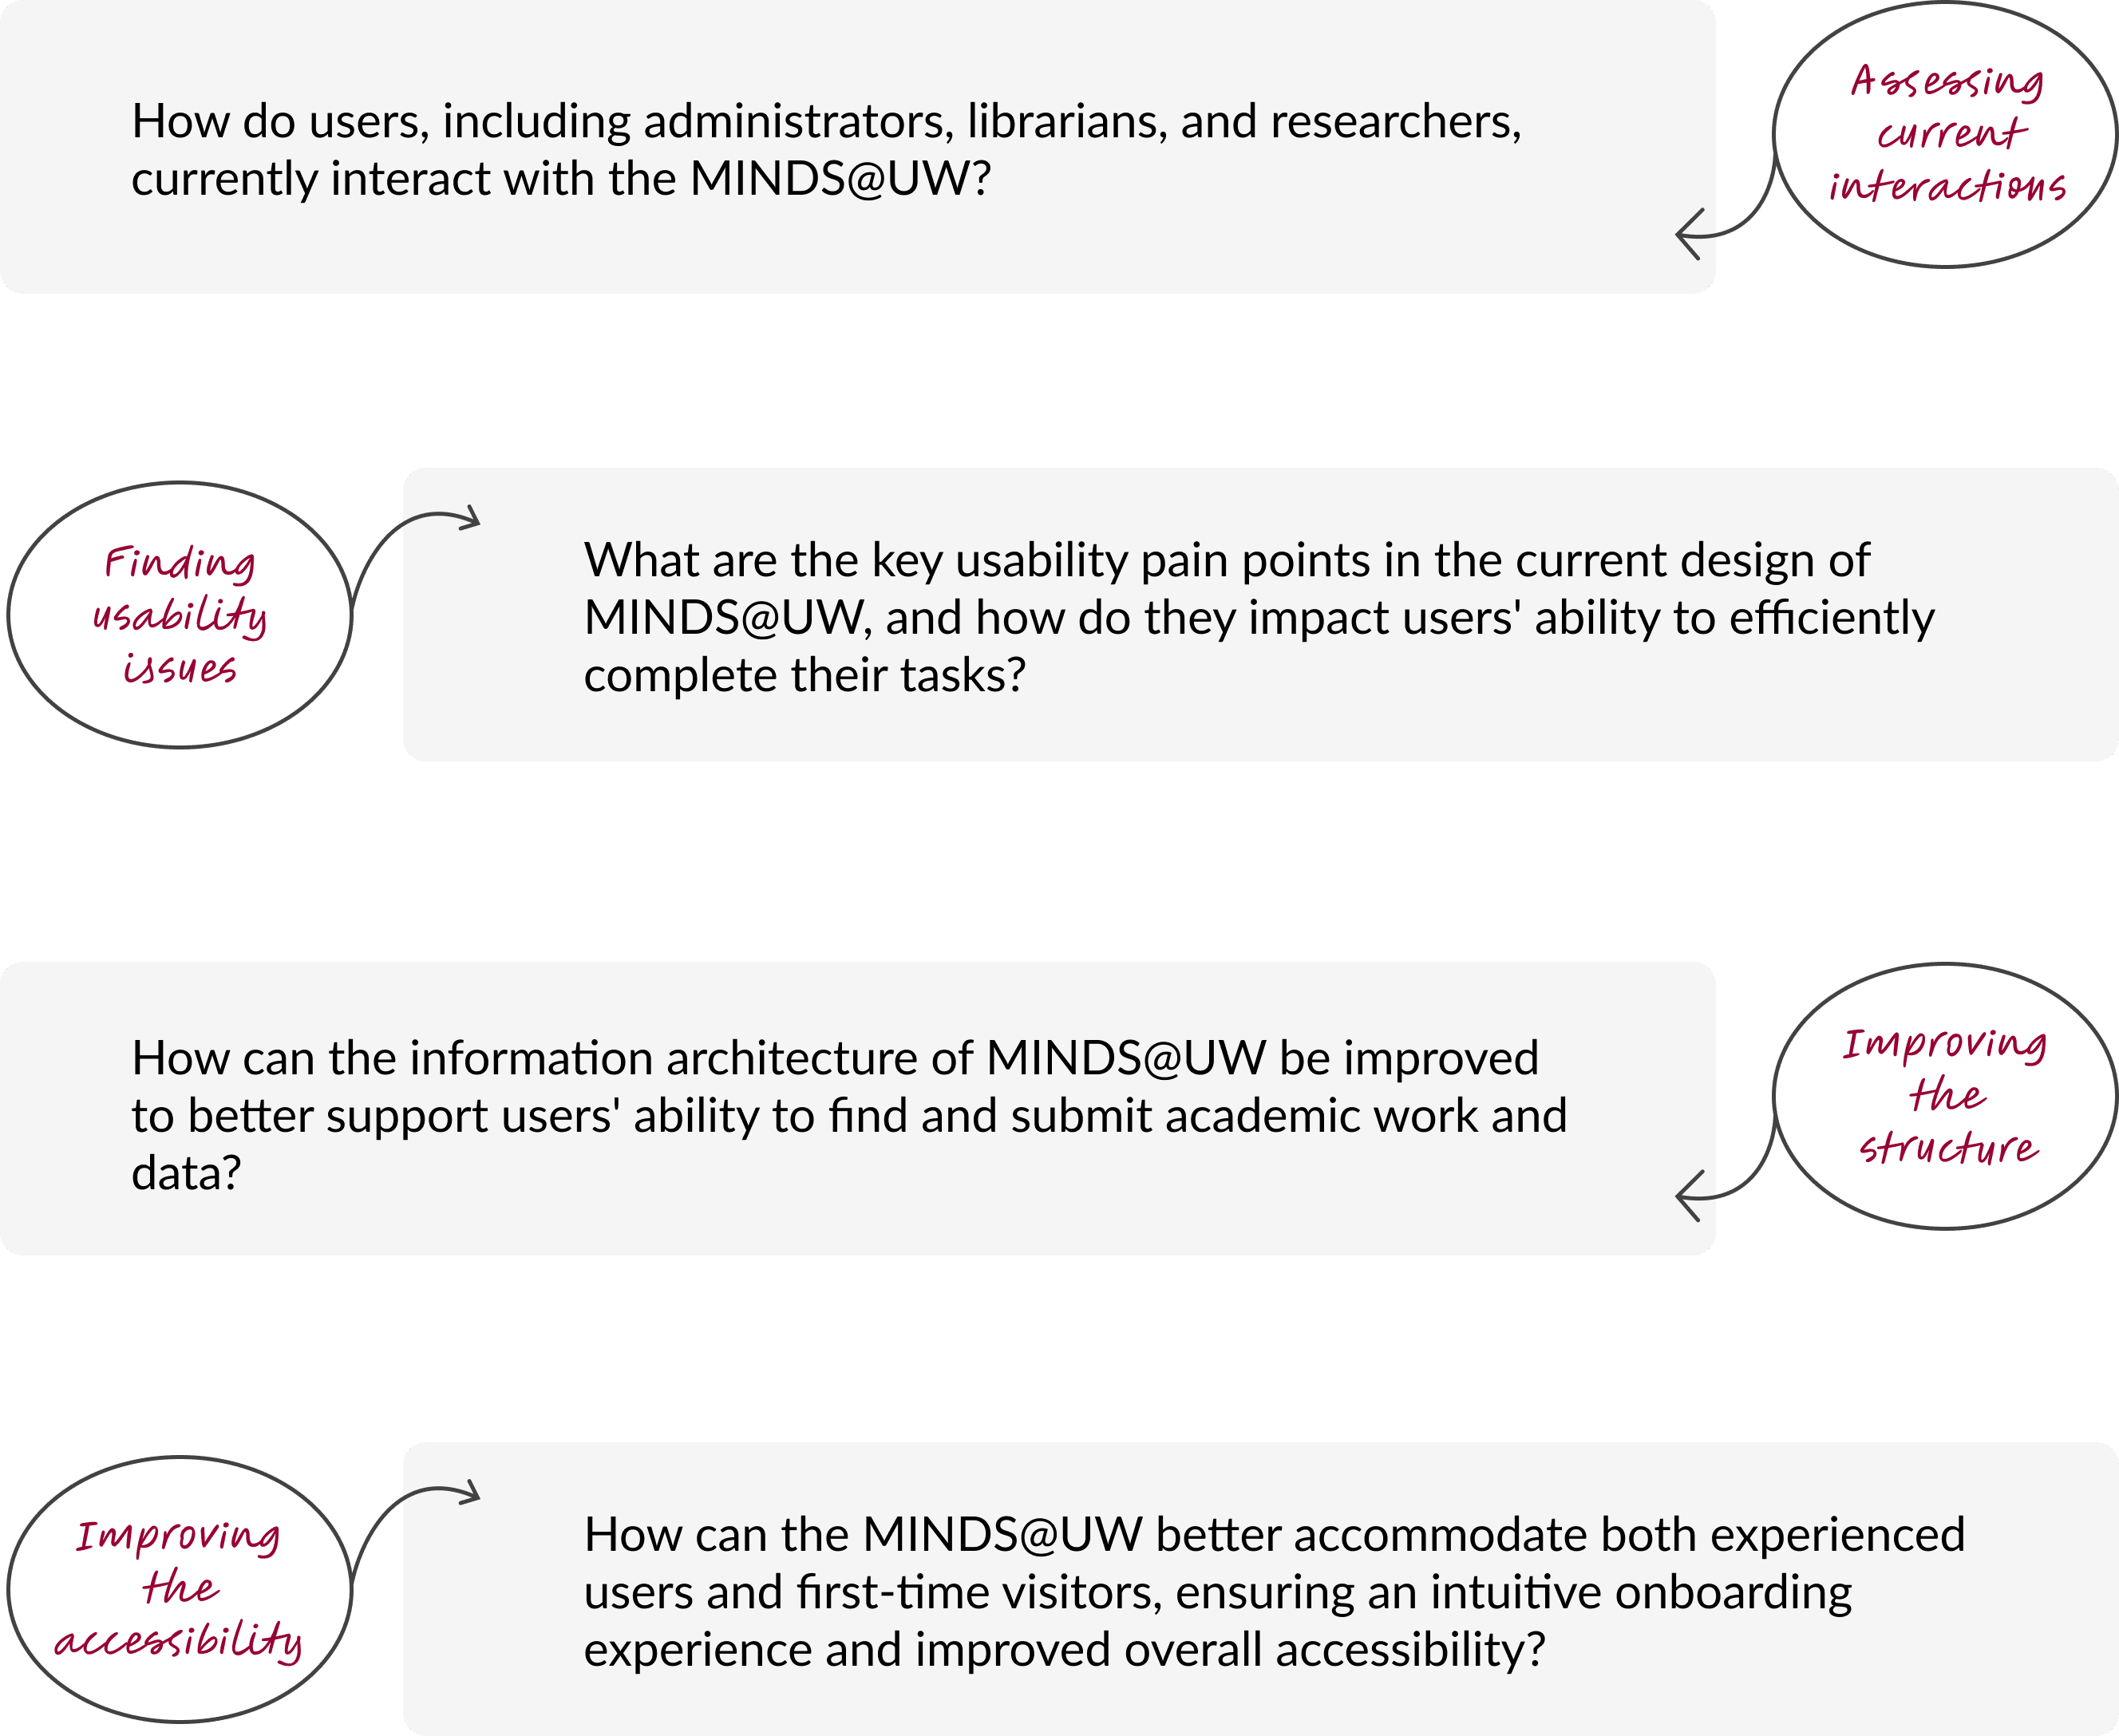 How do users, including administrators, librarians, and researchers,
currently interact with the MINDS@UW?
Assessing
current
interactions
Finding
usability
issues
What are the key usability pain points in the current design of
MINDS@UW, and how do they impact users' ability to efficiently
complete their tasks?
How can the information architecture of MINDS@UW be improved
to better support users' ability to find and submit academic work and
data?
Improving
the
structure
Improving
the
accessibility
How can the MINDS@UW better accommodate both experienced
users and first-time visitors, ensuring an intuitive onboarding
experience and improved overall accessibility?